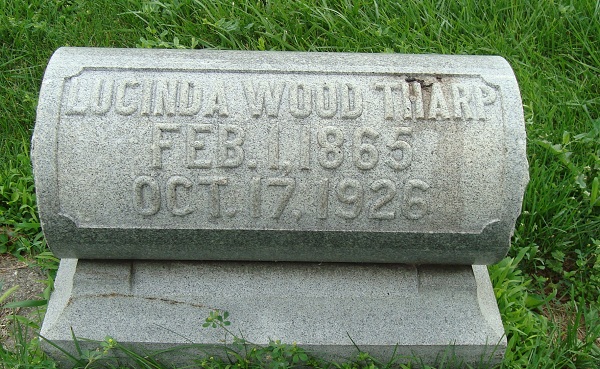 LUCINDA WOOD THARP
FEB. 1, 1865
OCT. 17, 1926